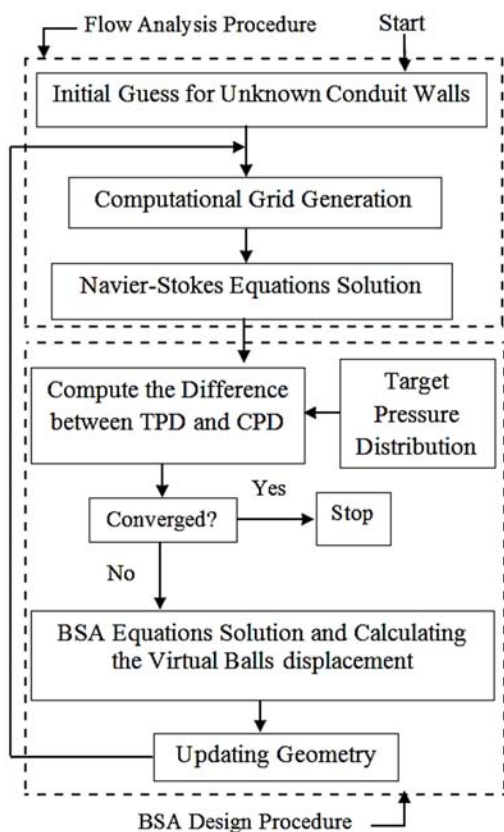 Flow Analysis Procedure
Start
Initial Guess for Unknown Conduit Walls
Computational Grid Generation
Navier-Stokes Equations Solution
Compute the Difference
between TPD and CPD
Target
Pressure
Distribution
Converged?
Yes
Stop
No
BSA Equations Solution and Calculating
the Virtual Balls displacement
Updating Geometry
BSA Design Procedure